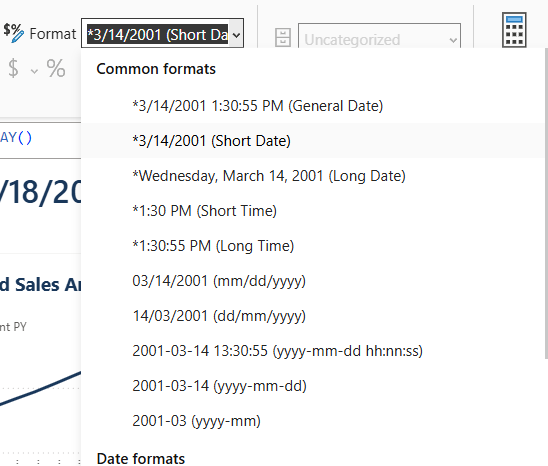 $% Format *3/14/2001 (Short Da
Uncategorized
$ %
Common formats
*3/14/2001 1:30:55 PM (General Date)
AY()
*3/14/2001 (Short Date)
*Wednesday, March 14, 2001 (Long Date)
/18/20
*1:30 PM (Short Time)
*1:30:55 PM (Long Time)
d Sales A
03/14/2001 (mm/dd/yyyy)
14/03/2001 (dd/mm/yyyy)
nt PY
2001-03-14 13:30:55 (yyyy-mm-dd hh:nn:ss)
2001-03-14 (yyyy-mm-dd)
2001-03 (yyyy-mm)
Date formats